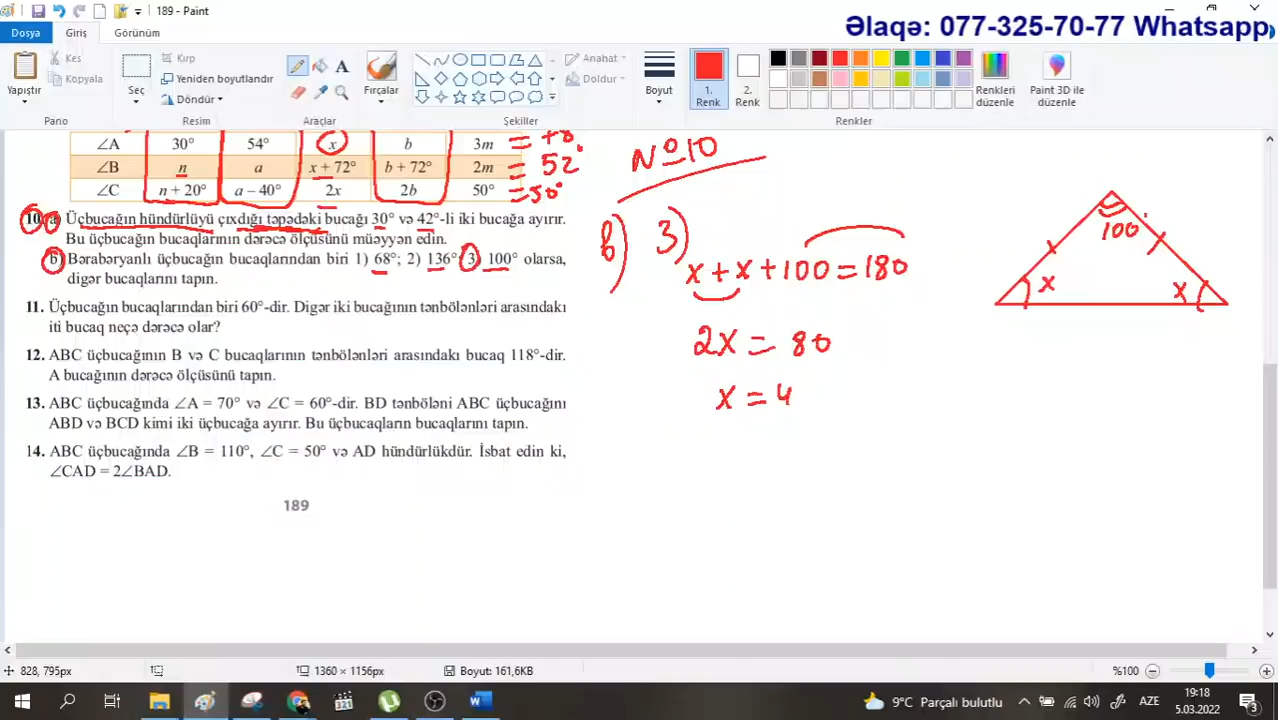 189 - Paint
Əlaqə: 077-325-70-77 Whatsapp
Dosya Giriş Görünüm
Yapıştır
Kes
Kopyala
Pano
Seç
Kırp
Yeniden boyutlandır
Döndür
Resim
A
Araçlar
Fırçalar
Anahat
Doldur
Şekiller
Boyut
1. Renk
2. Renk
Renkler
Renkleri düzenle
Paint 3D ile düzenle
∠A 30° 54° x b 3m
∠B n a x + 72° b + 72° 2m = 52°
∠C n + 20° a – 40° 2x 2b 50° = 50°
10. a) Üçbucağın hündürlüyü çıxdığı təpədəki bucağı 30° və 42°-li iki bucağa ayırır.
Bu üçbucağın bucaqlarının dərəcə ölçüsünü müəyyən edin.
b) Bərabəryanlı üçbucağın bucaqlarından biri 1) 68°; 2) 136°; 3) 100° olarsa,
digər bucaqlarını tapın.
11. Üçbucağın bucaqlarından biri 60°-dir. Digər iki bucağının tənbölənləri arasındakı
iti bucaq neçə dərəcə olar?
12. ABC üçbucağının B və C bucaqlarının tənbölənləri arasındakı bucaq 118°-dir.
A bucağının dərəcə ölçüsünü tapın.
13. ABC üçbucağında ∠A = 70° və ∠C = 60°-dir. BD tənböləni ABC üçbucağını
ABD və BCD kimi iki üçbucağa ayırır. Bu üçbucaqların bucaqlarını tapın.
14. ABC üçbucağında ∠B = 110°, ∠C = 50° və AD hündürlükdür. İsbat edin ki,
∠CAD = 2∠BAD.
189
№10
b) 3)
x + x + 100 = 180
2x = 80
x = 4
100
x x
828, 795px
1360 × 1156px
Boyut: 161,6KB
%100
9°C Parçalı bulutlu
AZE
19:18
5.03.2022
3